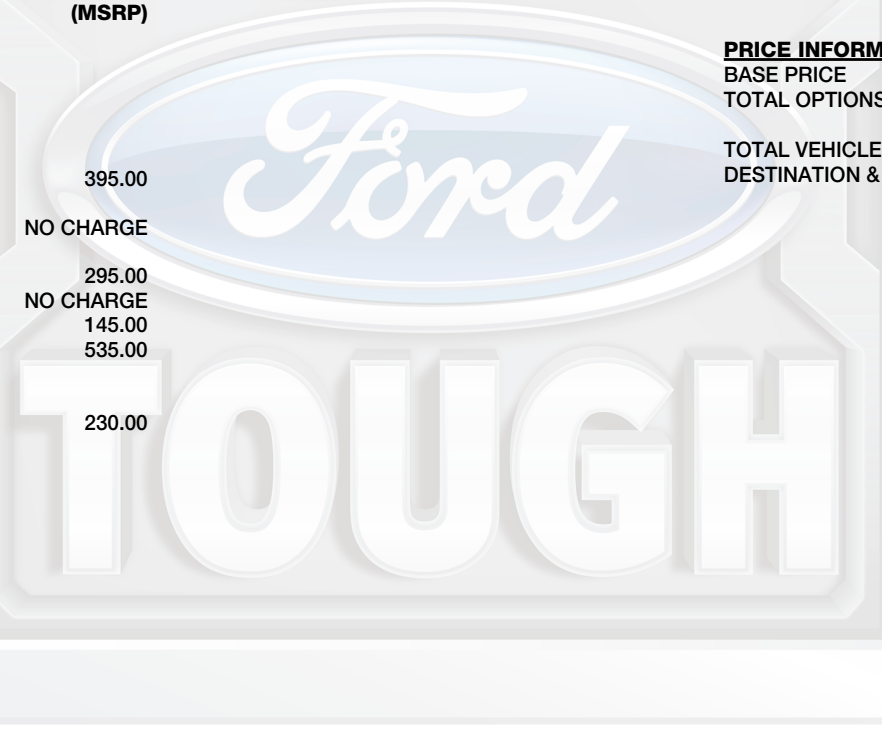 (MSRP)
395.00
NO CHARGE
295.00
NO CHARGE
145.00
535.00
230.00
PRICE INFORM
BASE PRICE
TOTAL OPTIONS
TOTAL VEHICLE
DESTINATION &
Ford
TOUGH